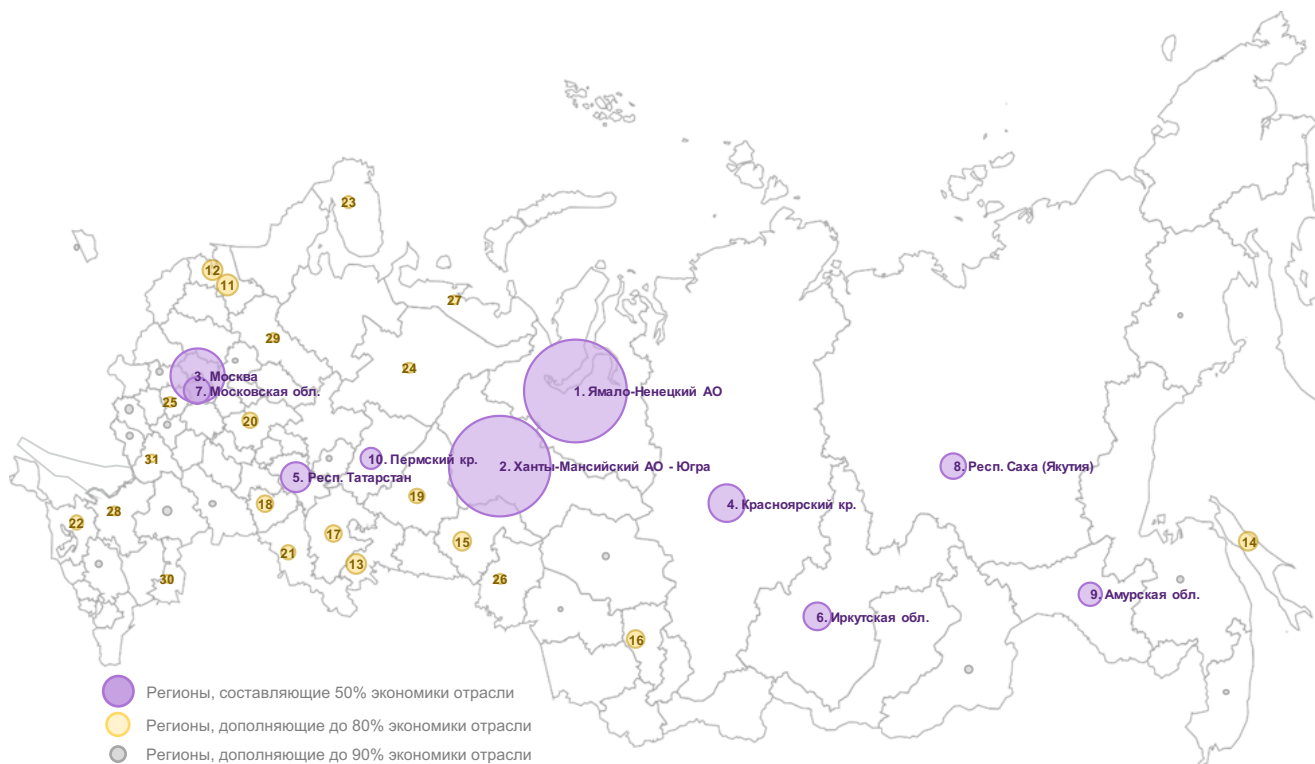 23
12
11
27
29
3. Москва
24
7. Московская обл.
1. Ямало-Ненецкий АО
25
20
31
10. Пермский кр.
2. Ханты-Мансийский АО - Югра
8. Респ. Саха (Якутия)
5. Респ. Татарстан
19
18
4. Красноярский кр.
28
22
17
15
14
21
13
30
26
9. Амурская обл.
6. Иркутская обл.
16
Регионы, составляющие 50% экономики отрасли
Регионы, дополняющие до 80% экономики отрасли
Регионы, дополняющие до 90% экономики отрасли